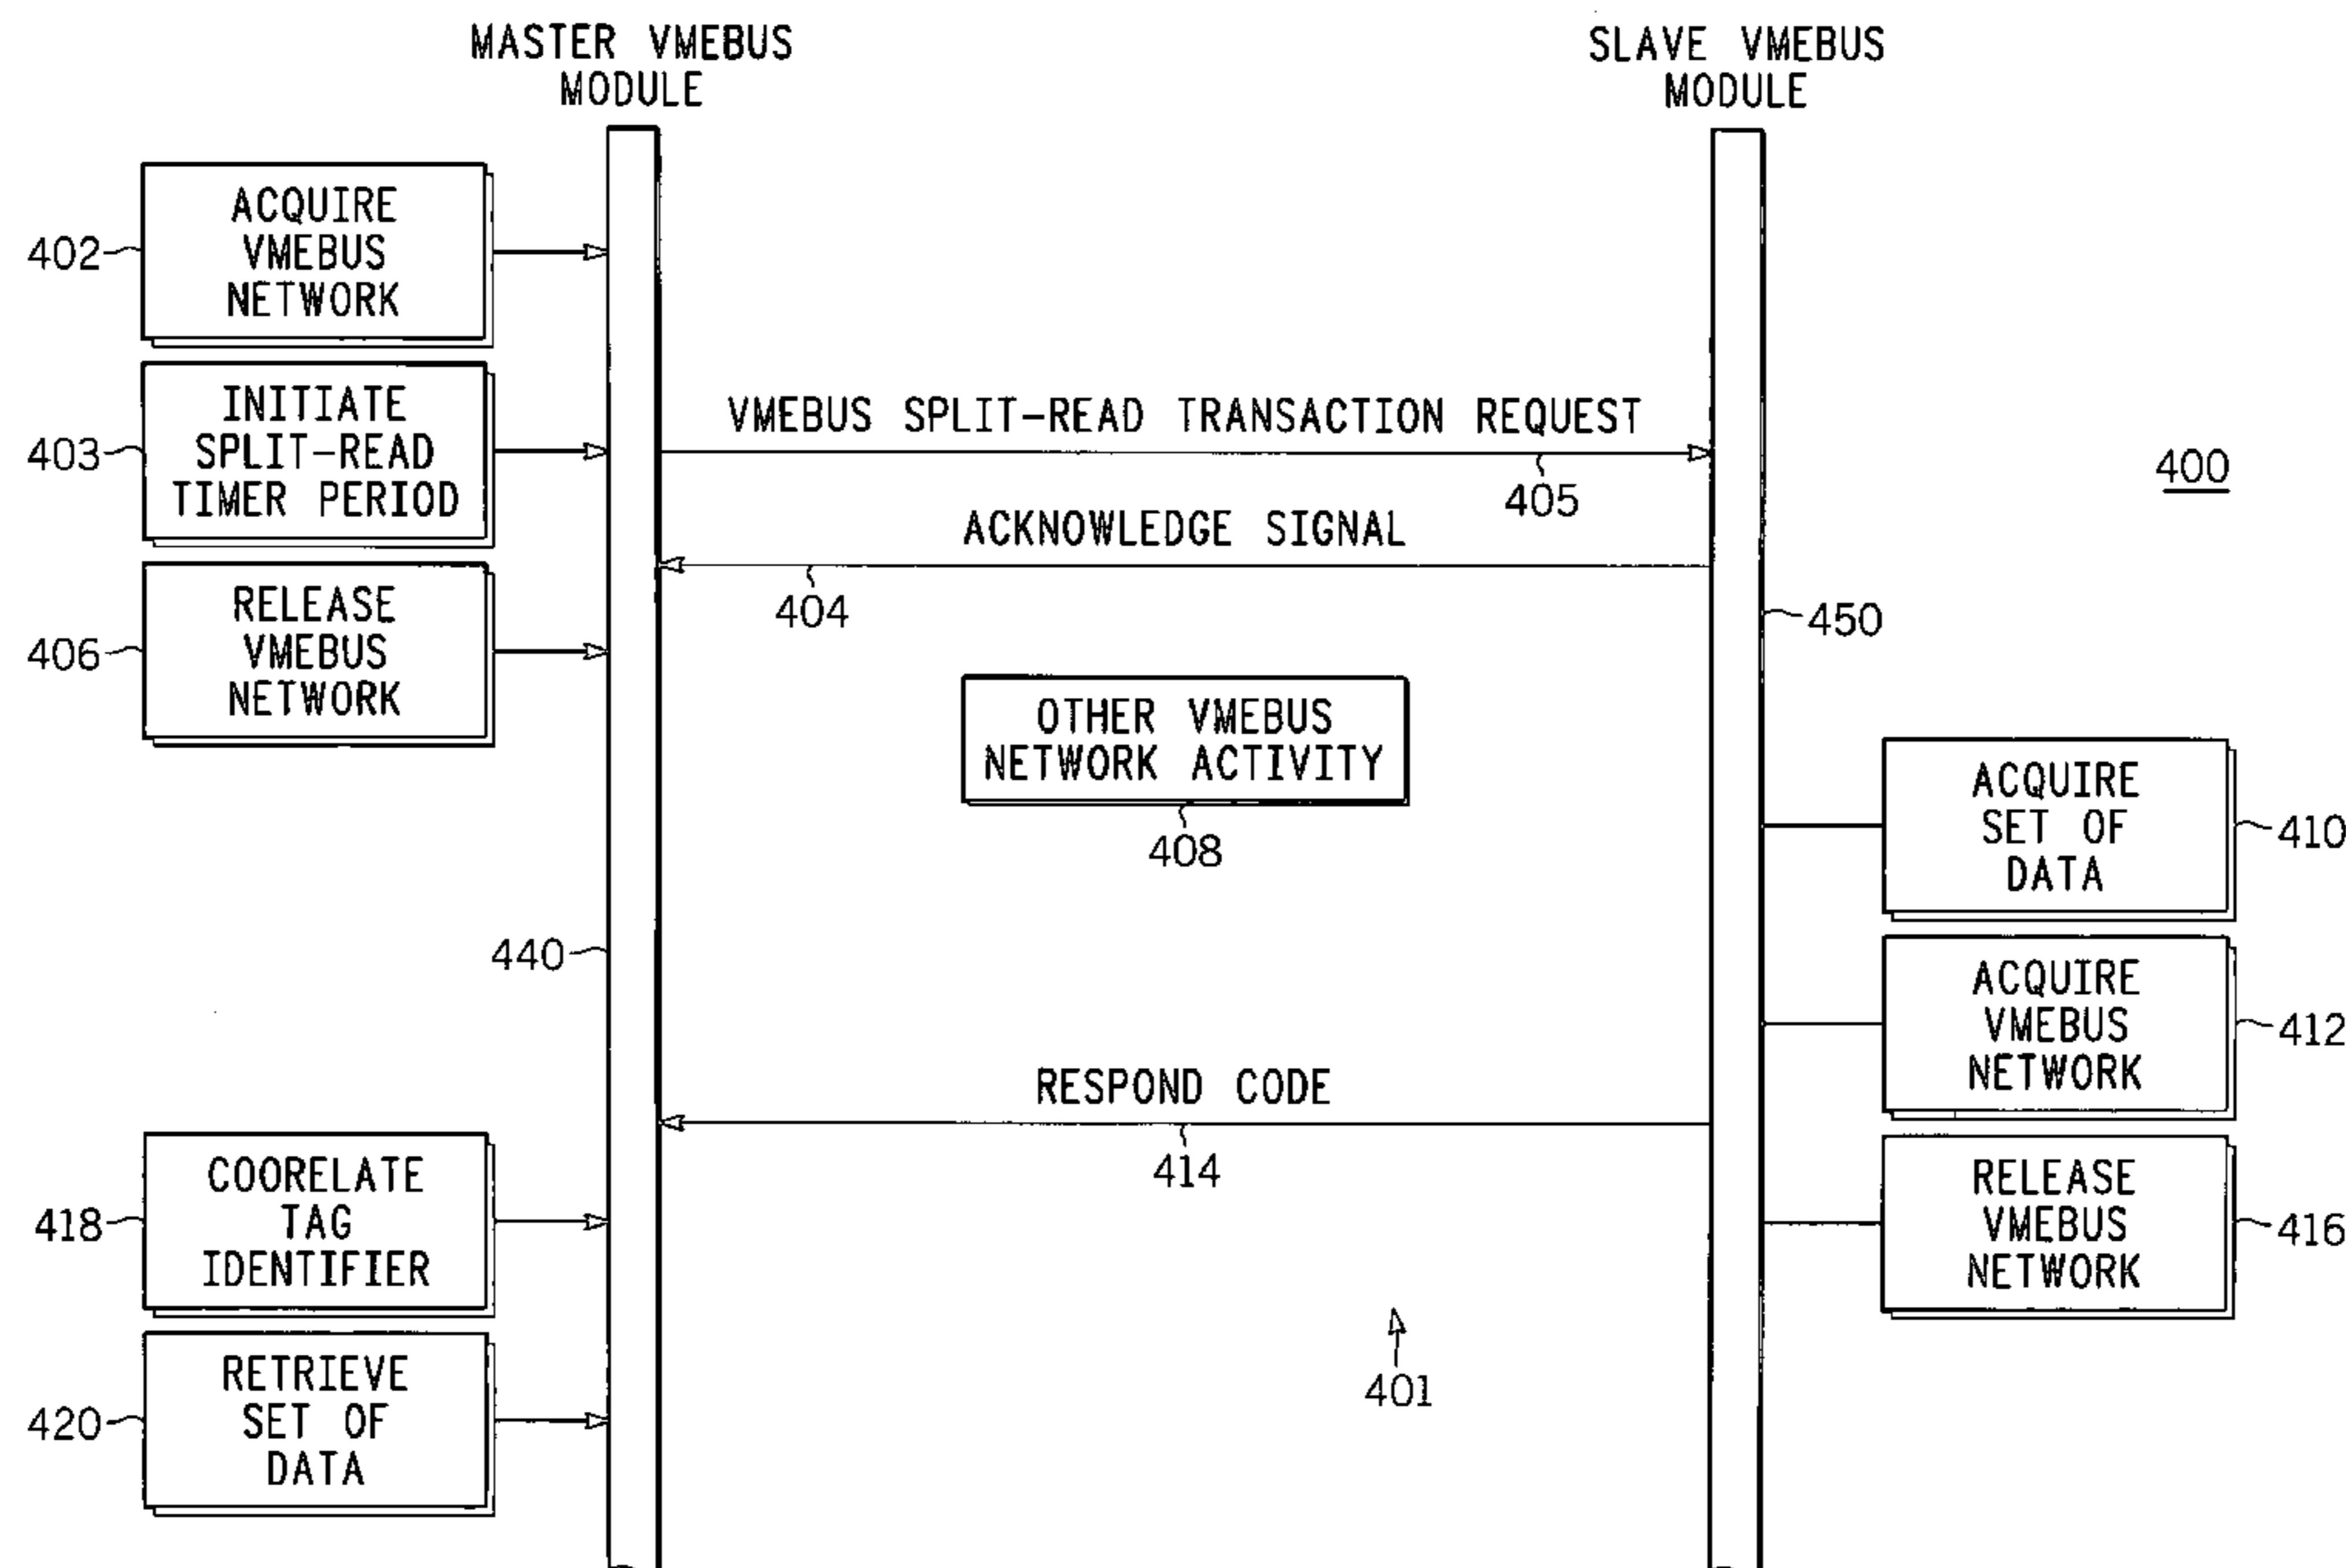 MASTER VMEBUS
MODULE
SLAVE VMEBUS
MODULE
ACQUIRE
VMEBUS
NETWORK
402
INITIATE
SPLIT-READ
TIMER PERIOD
403
VMEBUS SPLIT-READ TRANSACTION REQUEST
405
400
ACKNOWLEDGE SIGNAL
404
RELEASE
VMEBUS
NETWORK
406
450
OTHER VMEBUS
NETWORK ACTIVITY
408
ACQUIRE
SET OF
DATA
410
440
ACQUIRE
VMEBUS
NETWORK
412
RESPOND CODE
414
COORELATE
TAG
IDENTIFIER
418
RELEASE
VMEBUS
NETWORK
416
401
RETRIEVE
SET OF
DATA
420